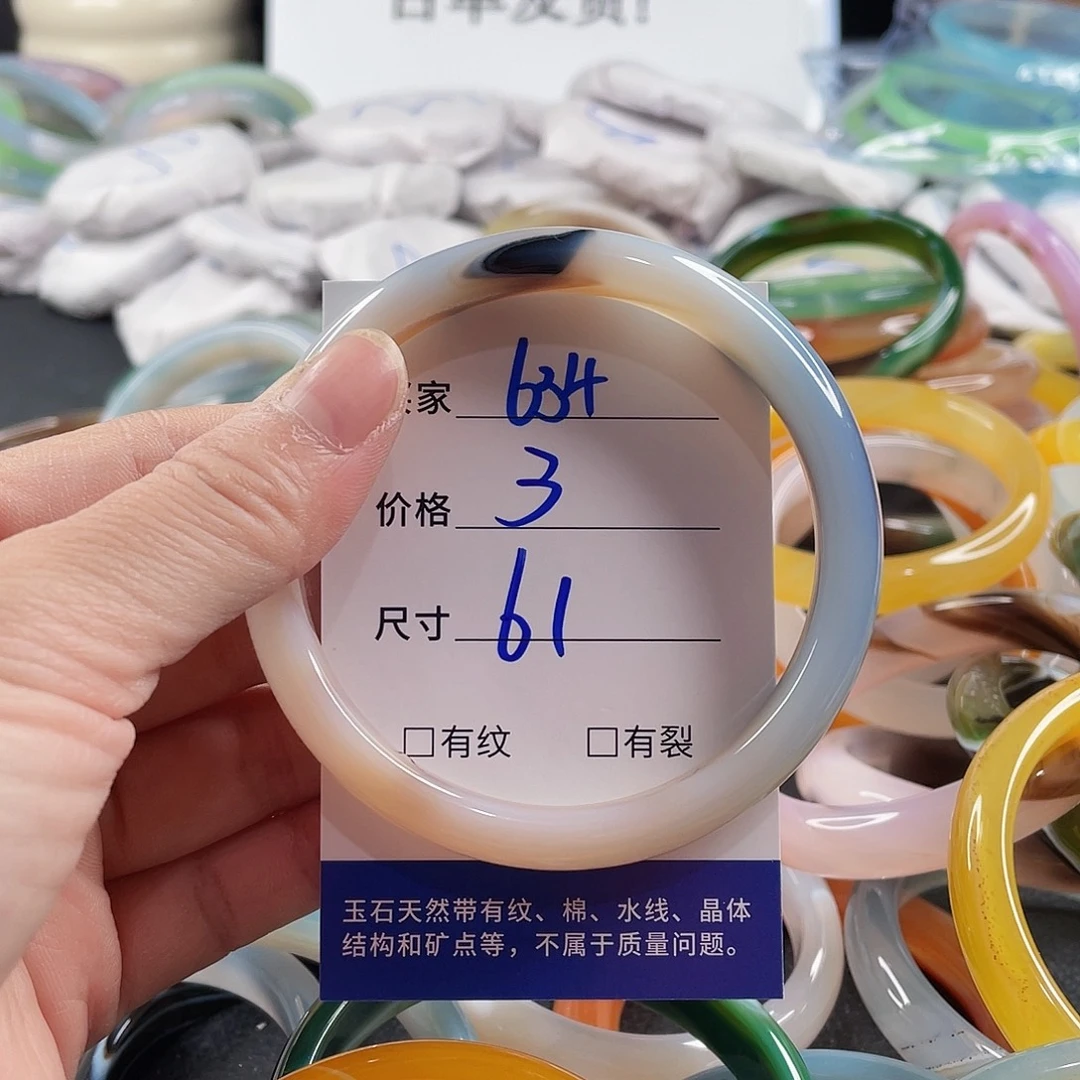 家 634
价格 3
尺寸 61
□有纹 □有裂
玉石天然带有纹、棉、水线、晶体
结构和矿点等，不属于质量问题。